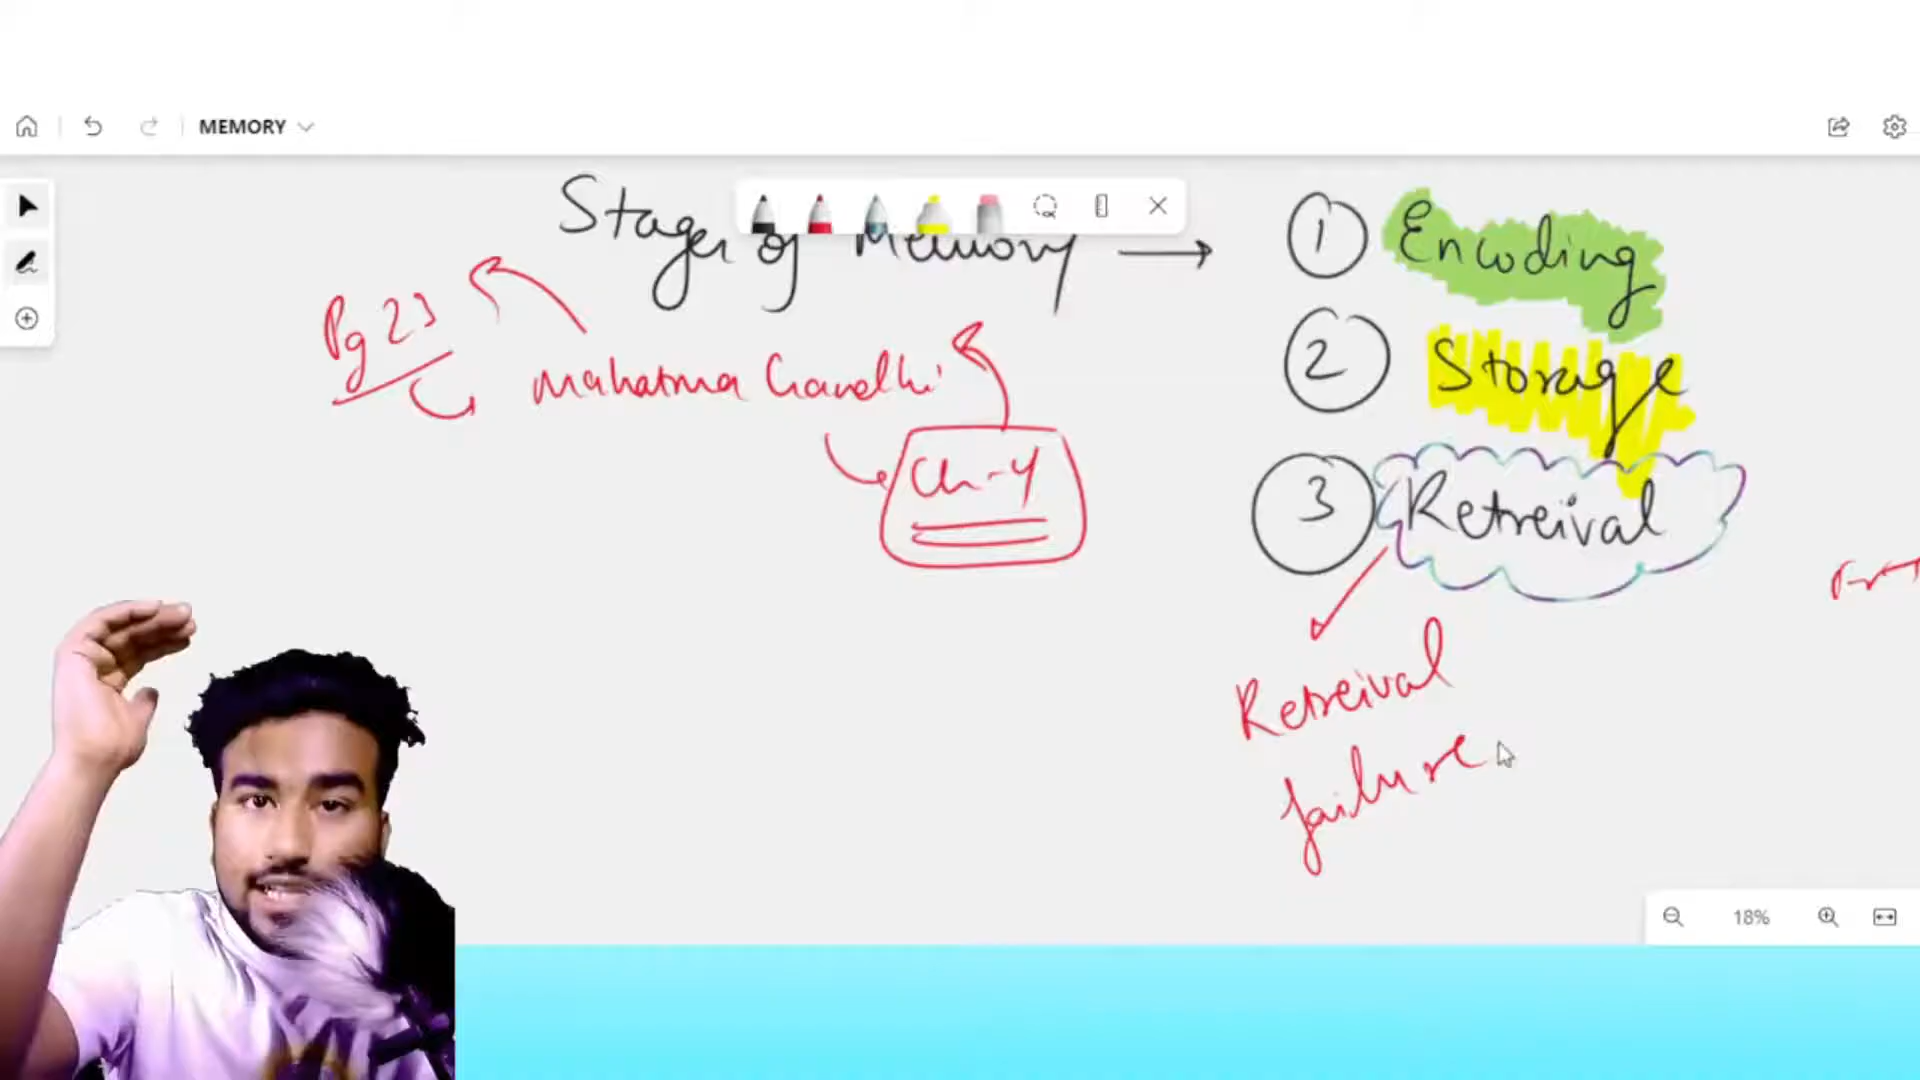 MEMORY
Stages of Memory
① Encoding
② Storage
③ Retreival
Pg 23
Mahatma Gandhi
Ch-4
Retreival
failure
18%